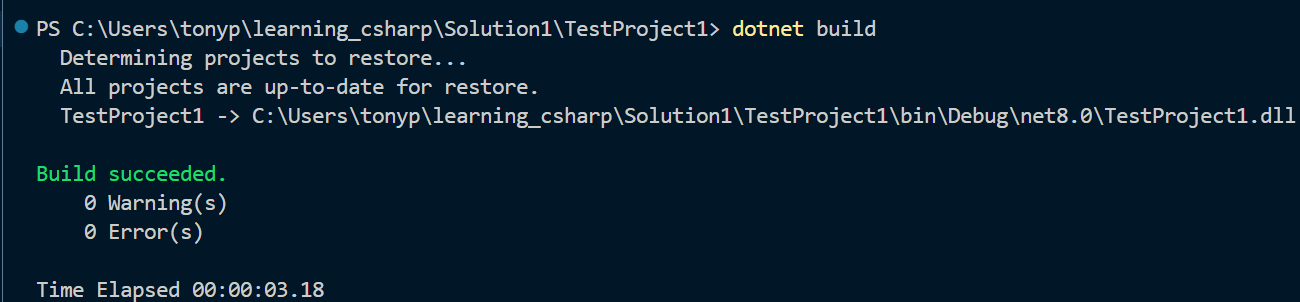 PS C:\Users\tonyp\learning_csharp\Solution1\TestProject1> dotnet build
Determining projects to restore...
All projects are up-to-date for restore.
TestProject1 -> C:\Users\tonyp\learning_csharp\Solution1\TestProject1\bin\Debug\net8.0\TestProject1.dll
Build succeeded.
0 Warning(s)
0 Error(s)
Time Elapsed 00:00:03.18